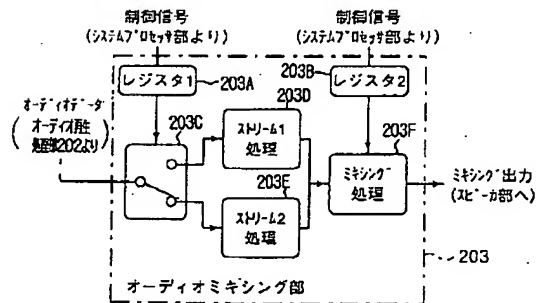 制御信号
(システムプロセッサ部より)
制御信号
(システムプロセッサ部より)
レジスタ1
203A
203B
レジスタ2
オーディオデータ
(オーディオ再生
処理部202より)
203C
203D
ストリーム1
処理
203E
ストリーム2
処理
203F
ミキシング
処理
ミキシング出力
(スピーカ部へ)
203
オーディオミキシング部